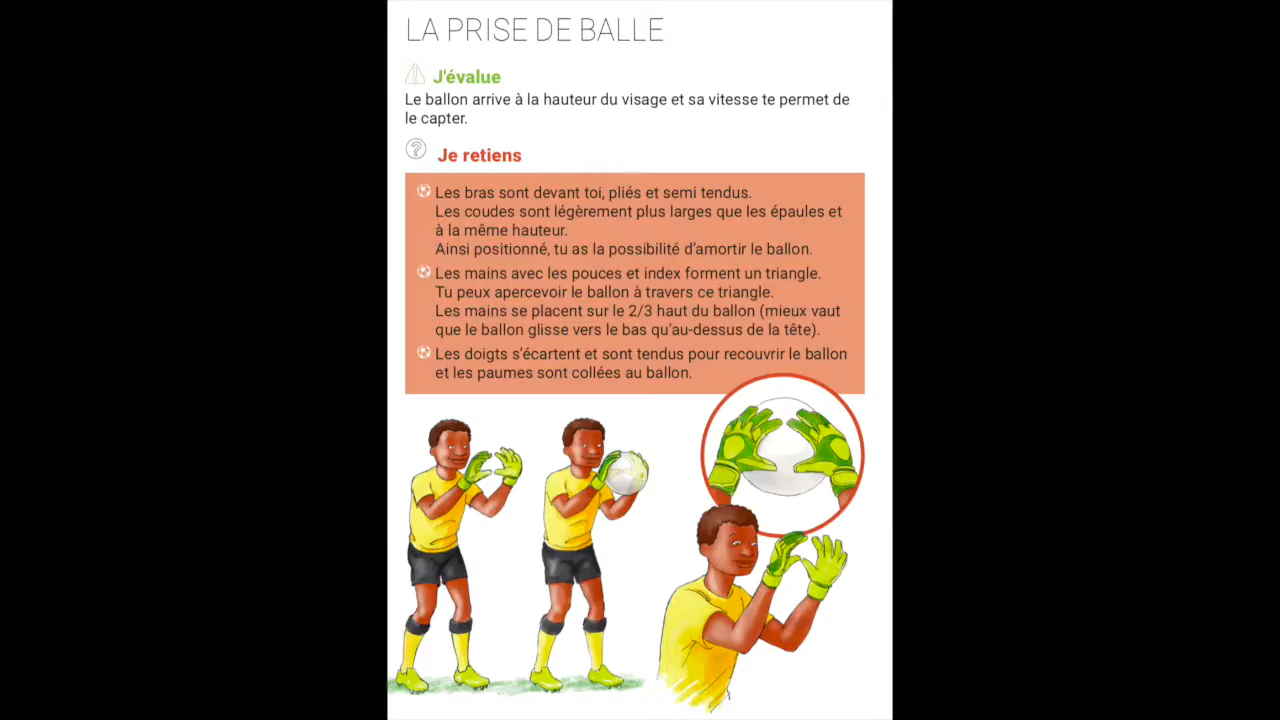 LA PRISE DE BALLE
J'évalue
Le ballon arrive à la hauteur du visage et sa vitesse te permet de
le capter.
Je retiens
Les bras sont devant toi, pliés et semi tendus.
Les coudes sont légèrement plus larges que les épaules et
à la même hauteur.
Ainsi positionné, tu as la possibilité d’amortir le ballon.
Les mains avec les pouces et index forment un triangle.
Tu peux apercevoir le ballon à travers ce triangle.
Les mains se placent sur le 2/3 haut du ballon (mieux vaut
que le ballon glisse vers le bas qu’au-dessus de la tête).
Les doigts s’écartent et sont tendus pour recouvrir le ballon
et les paumes sont collées au ballon.